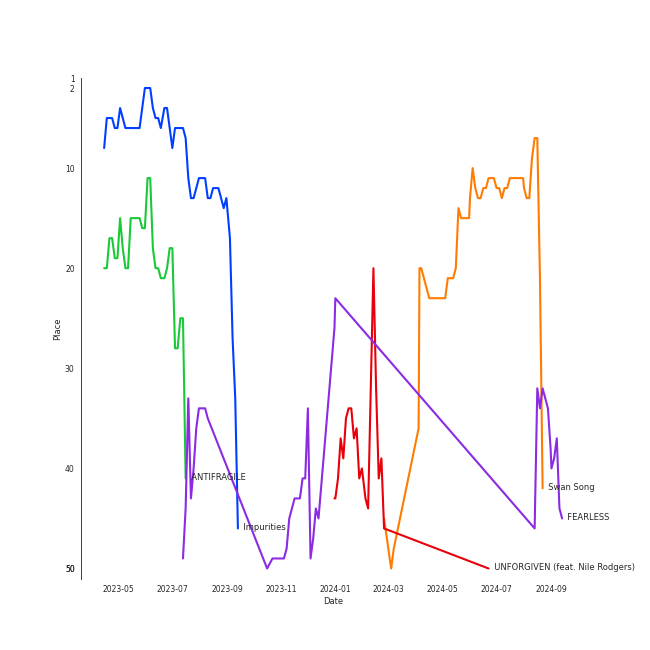 1
2
10
20
30
40
50
Place
ANTIFRAGILE
Impurities
Swan Song
FEARLESS
UNFORGIVEN (feat. Nile Rodgers)
2023-05 2023-07 2023-09 2023-11 2024-01 2024-03 2024-05 2024-07 2024-09
Date